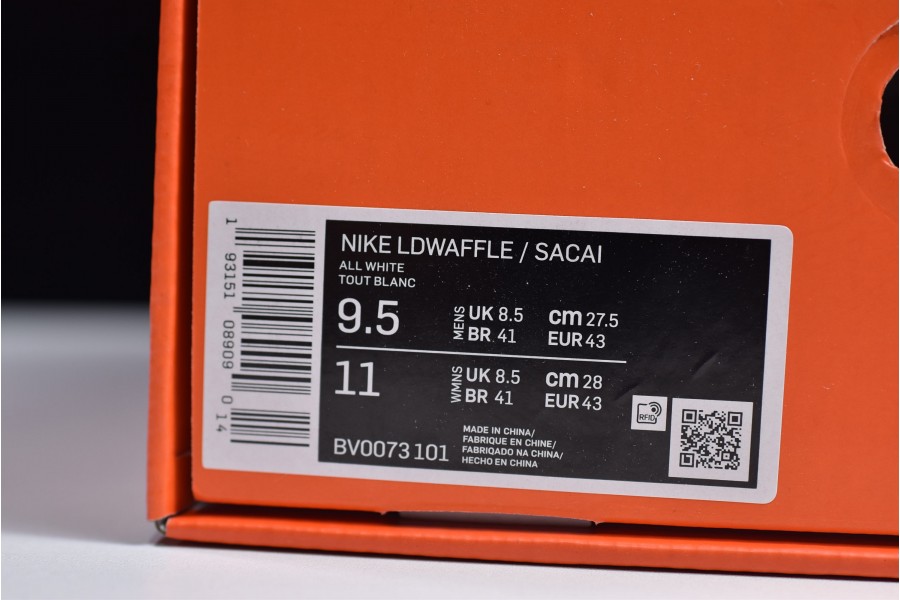 NIKE LDWAFFLE / SACAI
ALL WHITE
TOUT BLANC
9.5 MENS UK 8.5 cm 27.5
BR 41 EUR 43
11 WMNS UK 8.5 cm 28
BR 41 EUR 43
RFID
BV0073 101
MADE IN CHINA/
FABRIQUE EN CHINE/
FABRIQADO NA CHINA/
HECHO EN CHINA
1 93151 08909 0 14